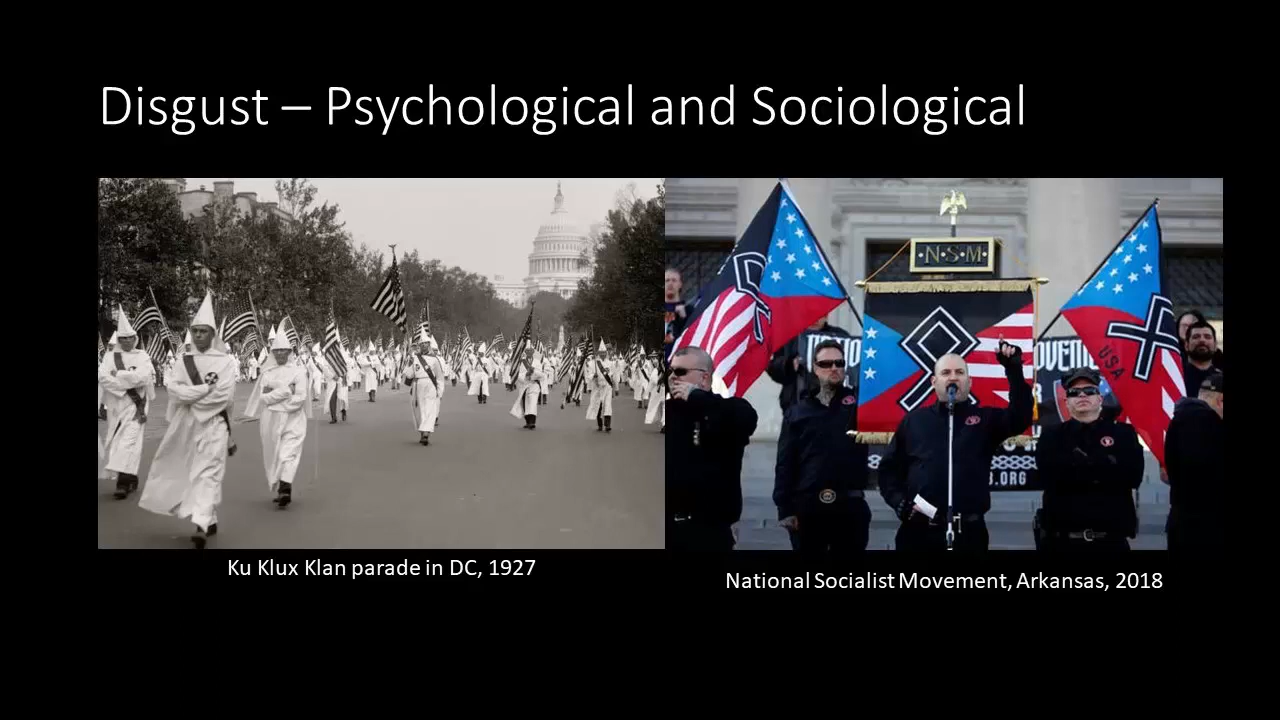 Disgust – Psychological and Sociological
·N·S·M·
USA
.ORG
Ku Klux Klan parade in DC, 1927
National Socialist Movement, Arkansas, 2018